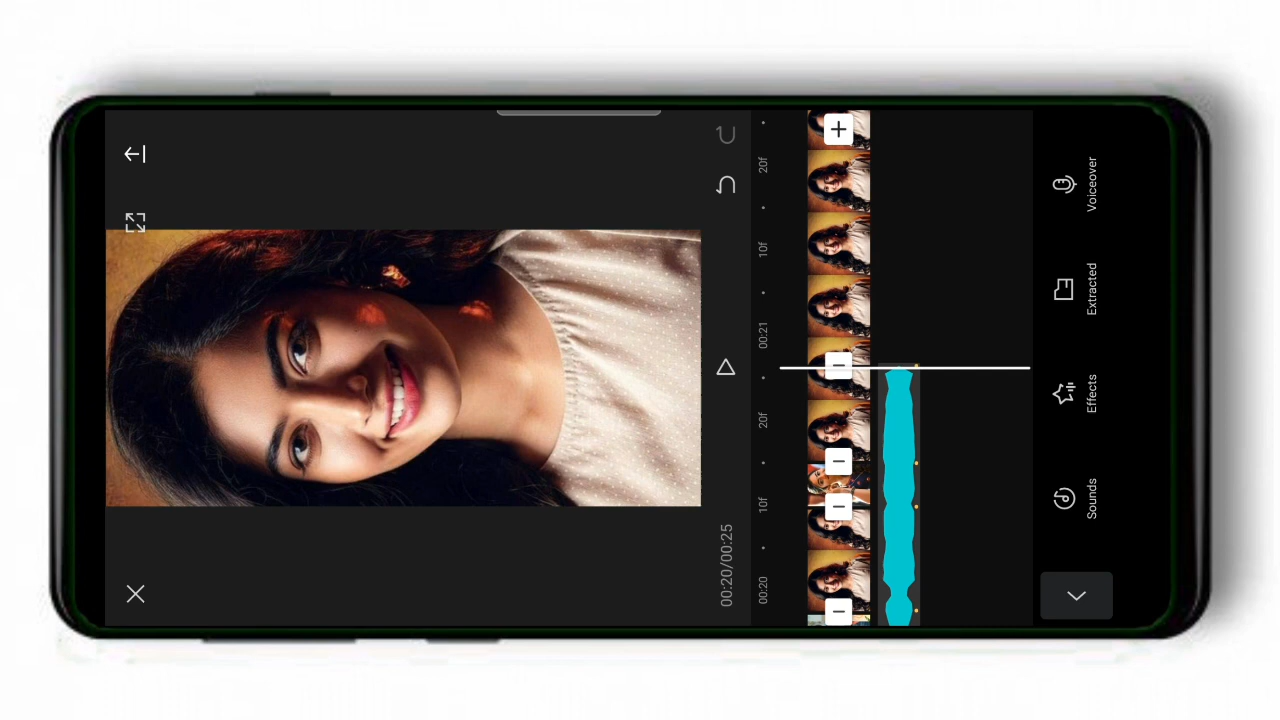 00:20/00:25
00:20
10f
20f
00:21
10f
20f
Sounds
Effects
Extracted
Voiceover